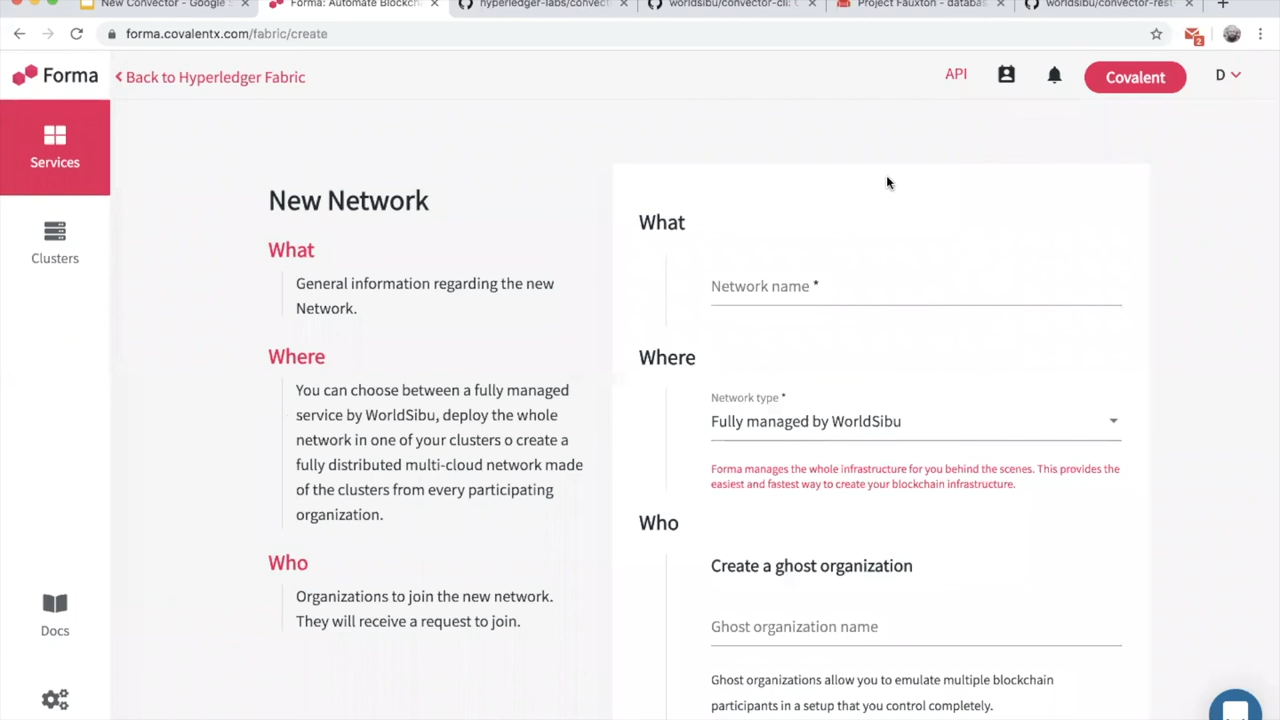 New Convector - Google S
Forma: Automate Blockch
hyperledger-labs/convect
worldsibu/convector-cli: C
Project Fauxton - databas
worldsibu/convector-rest
forma.covalentx.com/fabric/create
2
Forma
Back to Hyperledger Fabric
API
Covalent
D
Services
Clusters
Docs
New Network
What
General information regarding the new
Network.
Where
You can choose between a fully managed
service by WorldSibu, deploy the whole
network in one of your clusters o create a
fully distributed multi-cloud network made
of the clusters from every participating
organization.
Who
Organizations to join the new network.
They will receive a request to join.
What
Network name *
Where
Network type *
Fully managed by WorldSibu
Forma manages the whole infrastructure for you behind the scenes. This provides the
easiest and fastest way to create your blockchain infrastructure.
Who
Create a ghost organization
Ghost organization name
Ghost organizations allow you to emulate multiple blockchain
participants in a setup that you control completely.